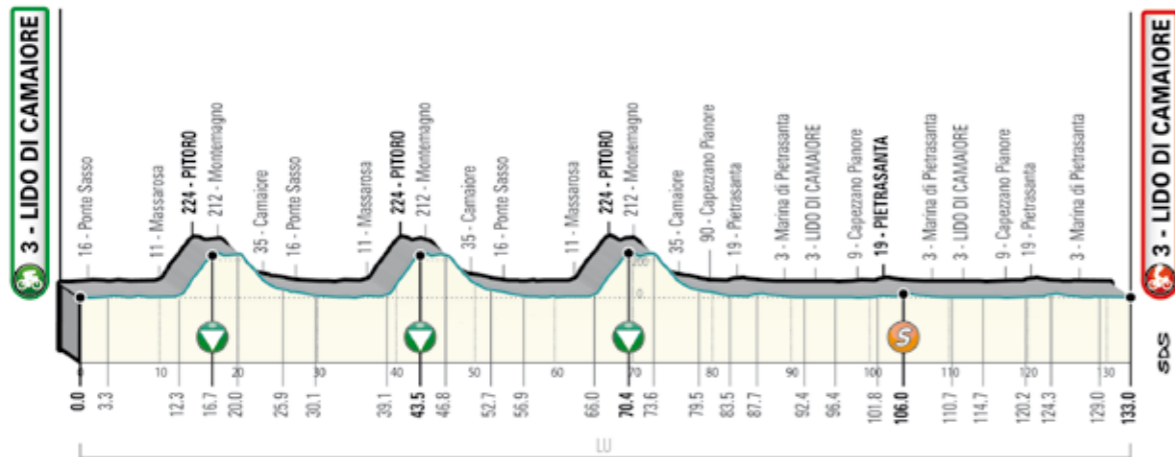 3 - LIDO DI CAMAIORE
16 - Ponte Sasso
11 - Massarosa
224 - PITORO
212 - Montemagno
35 - Camaiore
16 - Ponte Sasso
11 - Massarosa
224 - PITORO
212 - Montemagno
35 - Camaiore
16 - Ponte Sasso
11 - Massarosa
224 - PITORO
212 - Montemagno
35 - Camaiore
90 - Capezzano Pianore
19 - Pietrasanta
3 - Marina di Pietrasanta
3 - LIDO DI CAMAIORE
9 - Capezzano Pianore
19 - PIETRASANTA
3 - Marina di Pietrasanta
3 - LIDO DI CAMAIORE
9 - Capezzano Pianore
19 - Pietrasanta
3 - Marina di Pietrasanta
3 - LIDO DI CAMAIORE
200
0
S
SDS
0 10 20 30 40 50 60 70 80 90 100 110 120 130
0.0 3.3 12.3 16.7 20.0 25.9 30.1 39.1 43.5 46.8 52.7 56.9 66.0 70.4 73.6 79.5 83.5 87.7 92.4 96.4 101.8 106.0 110.7 114.7 120.2 124.3 129.0 133.0
LU